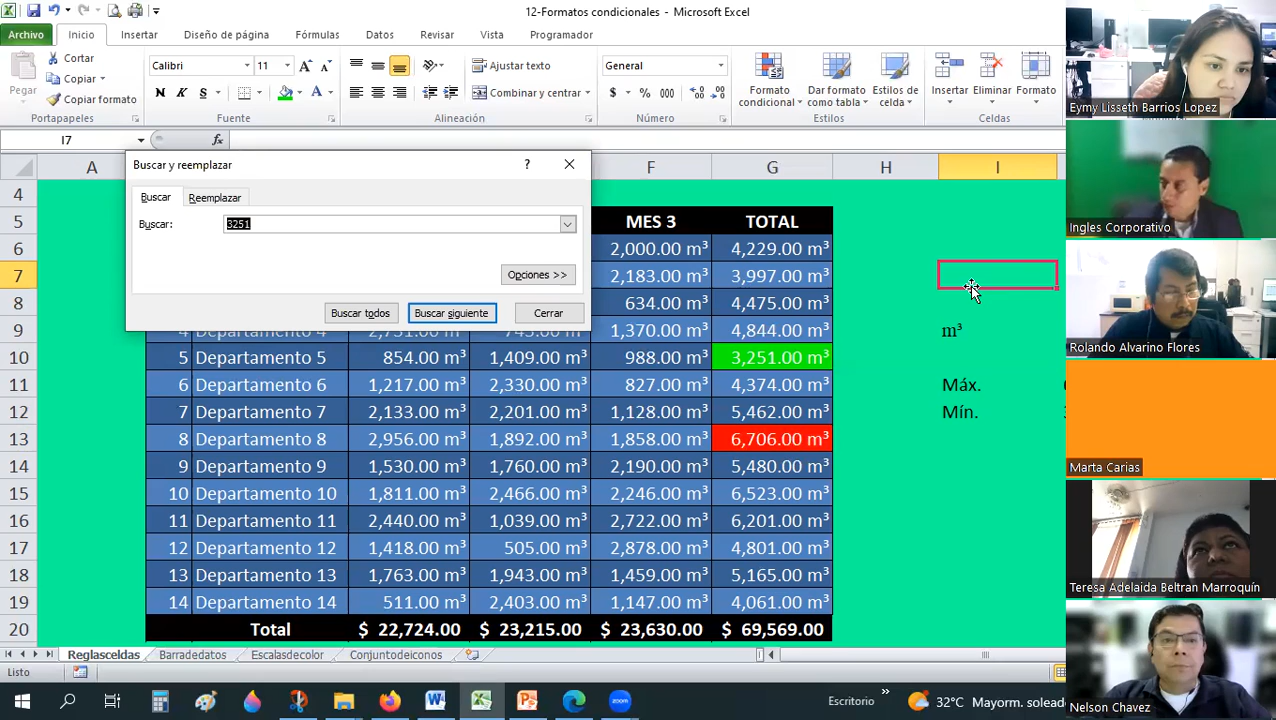 12-Formatos condicionales - Microsoft Excel
Archivo Inicio Insertar Diseño de página Fórmulas Datos Revisar Vista Programador
Pegar
Cortar
Copiar
Copiar formato
Portapapeles
Calibri 11
N K S
Fuente
Ajustar texto
Combinar y centrar
Alineación
General
$ % 000
Número
Formato condicional
Dar formato como tabla
Estilos de celda
Estilos
Insertar Eliminar Formato
Celdas
I7 fx
A F G H I
Buscar y reemplazar ? ×
Buscar Reemplazar
Buscar: 3251
Opciones >>
Buscar todos Buscar siguiente Cerrar
4
5 MES 3 TOTAL
6 2,000.00 m³ 4,229.00 m³
7 2,183.00 m³ 3,997.00 m³
8 634.00 m³ 4,475.00 m³
9 1,370.00 m³ 4,844.00 m³ m³
10 5 Departamento 5 854.00 m³ 1,409.00 m³ 988.00 m³ 3,251.00 m³
11 6 Departamento 6 1,217.00 m³ 2,330.00 m³ 827.00 m³ 4,374.00 m³ Máx.
12 7 Departamento 7 2,133.00 m³ 2,201.00 m³ 1,128.00 m³ 5,462.00 m³ Mín.
13 8 Departamento 8 2,956.00 m³ 1,892.00 m³ 1,858.00 m³ 6,706.00 m³
14 9 Departamento 9 1,530.00 m³ 1,760.00 m³ 2,190.00 m³ 5,480.00 m³
15 10 Departamento 10 1,811.00 m³ 2,466.00 m³ 2,246.00 m³ 6,523.00 m³
16 11 Departamento 11 2,440.00 m³ 1,039.00 m³ 2,722.00 m³ 6,201.00 m³
17 12 Departamento 12 1,418.00 m³ 505.00 m³ 2,878.00 m³ 4,801.00 m³
18 13 Departamento 13 1,763.00 m³ 1,943.00 m³ 1,459.00 m³ 5,165.00 m³
19 14 Departamento 14 511.00 m³ 2,403.00 m³ 1,147.00 m³ 4,061.00 m³
20 Total $ 22,724.00 $ 23,215.00 $ 23,630.00 $ 69,569.00
Reglasceldas Barradedatos Escalasdecolor Conjuntodeiconos
Listo
Escritorio » 32°C Mayorm. soleado
zoom
Eymy Lisseth Barrios Lopez
Ingles Corporativo
Rolando Alvarino Flores
Marta Carias
Teresa Adelaida Beltran Marroquín
Nelson Chavez